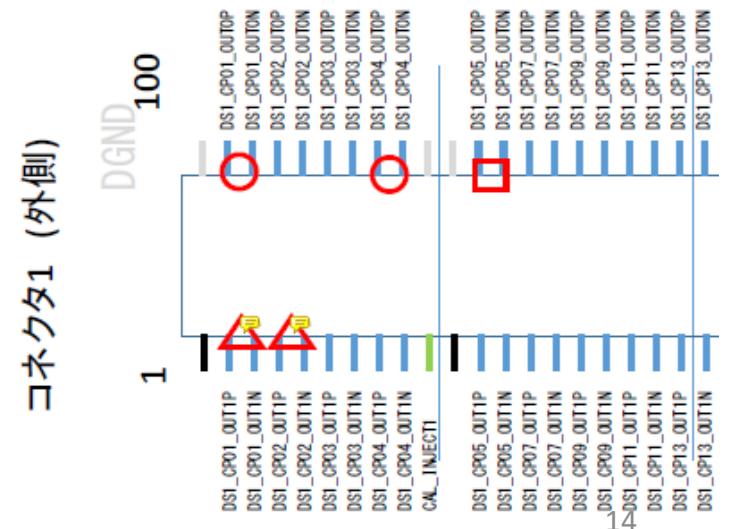 コネクタ1 (外側)
DGND
100
DS1_CP01_OUT0P
DS1_CP01_OUT0N
DS1_CP02_OUT0P
DS1_CP02_OUT0N
DS1_CP03_OUT0P
DS1_CP03_OUT0N
DS1_CP04_OUT0P
DS1_CP04_OUT0N
DS1_CP05_OUT0P
DS1_CP05_OUT0N
DS1_CP07_OUT0P
DS1_CP07_OUT0N
DS1_CP09_OUT0P
DS1_CP09_OUT0N
DS1_CP11_OUT0P
DS1_CP11_OUT0N
DS1_CP13_OUT0P
DS1_CP13_OUT0N
1
DS1_CP01_OUT1P
DS1_CP01_OUT1N
DS1_CP02_OUT1P
DS1_CP02_OUT1N
DS1_CP03_OUT1P
DS1_CP03_OUT1N
DS1_CP04_OUT1P
DS1_CP04_OUT1N
CAL_INJECT1
DS1_CP05_OUT1P
DS1_CP05_OUT1N
DS1_CP07_OUT1P
DS1_CP07_OUT1N
DS1_CP09_OUT1P
DS1_CP09_OUT1N
DS1_CP11_OUT1P
DS1_CP11_OUT1N
DS1_CP13_OUT1P
DS1_CP13_OUT1N
14